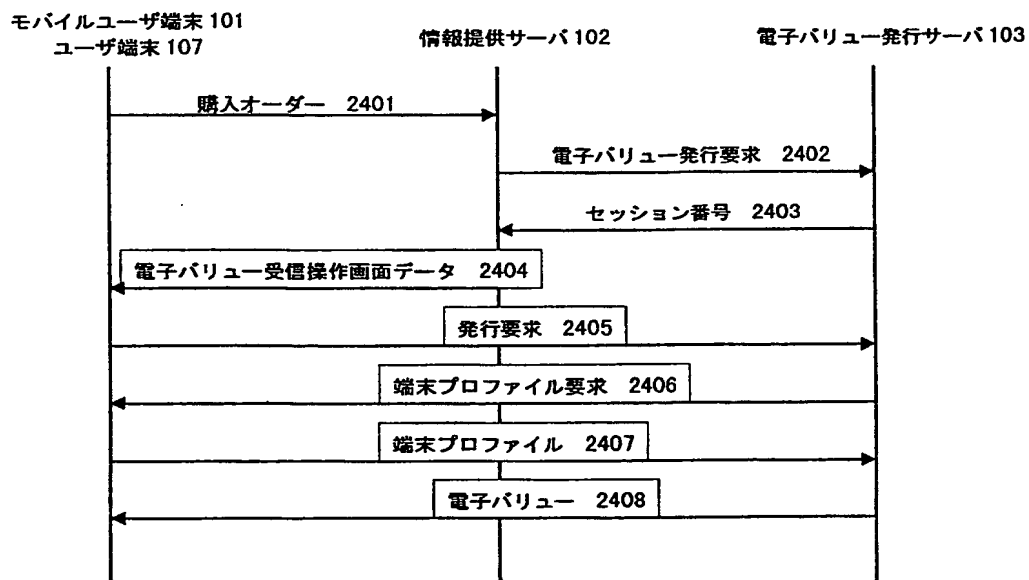 モバイルユーザ端末 101
ユーザ端末 107
情報提供サーバ 102
電子バリュー発行サーバ 103
購入オーダー 2401
電子バリュー発行要求 2402
セッション番号 2403
電子バリュー受信操作画面データ 2404
発行要求 2405
端末プロファイル要求 2406
端末プロファイル 2407
電子バリュー 2408